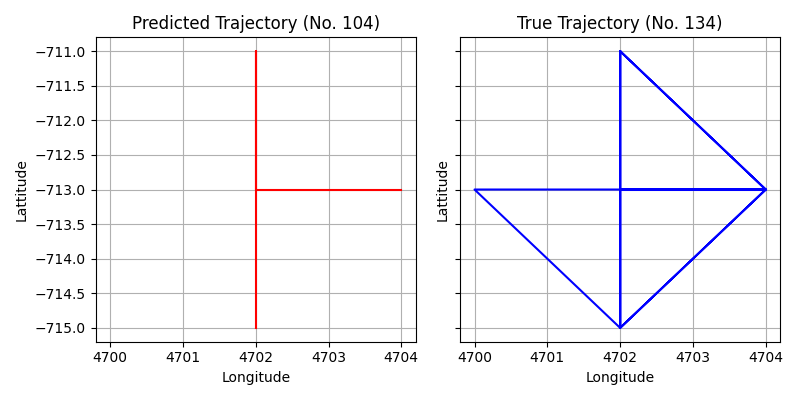 Predicted Trajectory (No. 104)
True Trajectory (No. 134)
−711.0
−711.5
−712.0
−712.5
−713.0
−713.5
−714.0
−714.5
−715.0
Lattitude
Lattitude
4700 4701 4702 4703 4704
4700 4701 4702 4703 4704
Longitude
Longitude